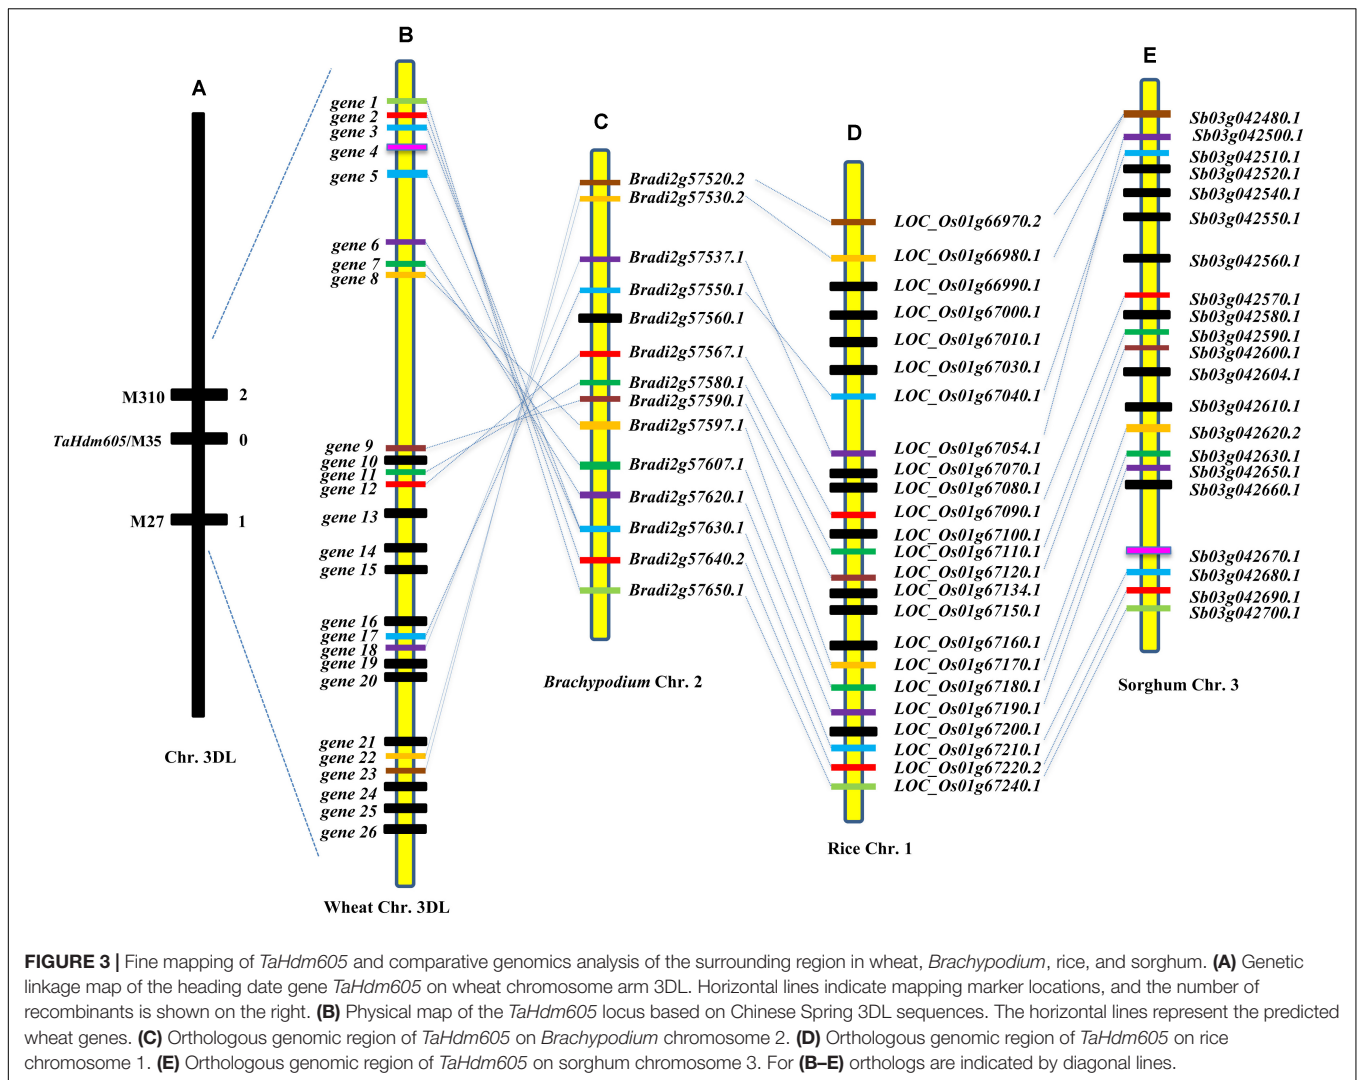 A
M310
2
TaHdm605/M35
0
M27
1
Chr. 3DL
B
gene 1
gene 2
gene 3
gene 4
gene 5
gene 6
gene 7
gene 8
gene 9
gene 10
gene 11
gene 12
gene 13
gene 14
gene 15
gene 16
gene 17
gene 18
gene 19
gene 20
gene 21
gene 22
gene 23
gene 24
gene 25
gene 26
Wheat Chr. 3DL
C
Bradi2g57520.2
Bradi2g57530.2
Bradi2g57537.1
Bradi2g57550.1
Bradi2g57560.1
Bradi2g57567.1
Bradi2g57580.1
Bradi2g57590.1
Bradi2g57597.1
Bradi2g57607.1
Bradi2g57620.1
Bradi2g57630.1
Bradi2g57640.2
Bradi2g57650.1
Brachypodium Chr. 2
D
LOC_Os01g66970.2
LOC_Os01g66980.1
LOC_Os01g66990.1
LOC_Os01g67000.1
LOC_Os01g67010.1
LOC_Os01g67030.1
LOC_Os01g67040.1
LOC_Os01g67054.1
LOC_Os01g67070.1
LOC_Os01g67080.1
LOC_Os01g67090.1
LOC_Os01g67100.1
LOC_Os01g67110.1
LOC_Os01g67120.1
LOC_Os01g67134.1
LOC_Os01g67150.1
LOC_Os01g67160.1
LOC_Os01g67170.1
LOC_Os01g67180.1
LOC_Os01g67190.1
LOC_Os01g67200.1
LOC_Os01g67210.1
LOC_Os01g67220.2
LOC_Os01g67240.1
Rice Chr. 1
E
Sb03g042480.1
Sb03g042500.1
Sb03g042510.1
Sb03g042520.1
Sb03g042540.1
Sb03g042550.1
Sb03g042560.1
Sb03g042570.1
Sb03g042580.1
Sb03g042590.1
Sb03g042600.1
Sb03g042604.1
Sb03g042610.1
Sb03g042620.2
Sb03g042630.1
Sb03g042650.1
Sb03g042660.1
Sb03g042670.1
Sb03g042680.1
Sb03g042690.1
Sb03g042700.1
Sorghum Chr. 3
FIGURE 3 | Fine mapping of TaHdm605 and comparative genomics analysis of the surrounding region in wheat, Brachypodium, rice, and sorghum. (A) Genetic
linkage map of the heading date gene TaHdm605 on wheat chromosome arm 3DL. Horizontal lines indicate mapping marker locations, and the number of
recombinants is shown on the right. (B) Physical map of the TaHdm605 locus based on Chinese Spring 3DL sequences. The horizontal lines represent the predicted
wheat genes. (C) Orthologous genomic region of TaHdm605 on Brachypodium chromosome 2. (D) Orthologous genomic region of TaHdm605 on rice
chromosome 1. (E) Orthologous genomic region of TaHdm605 on sorghum chromosome 3. For (B–E) orthologs are indicated by diagonal lines.